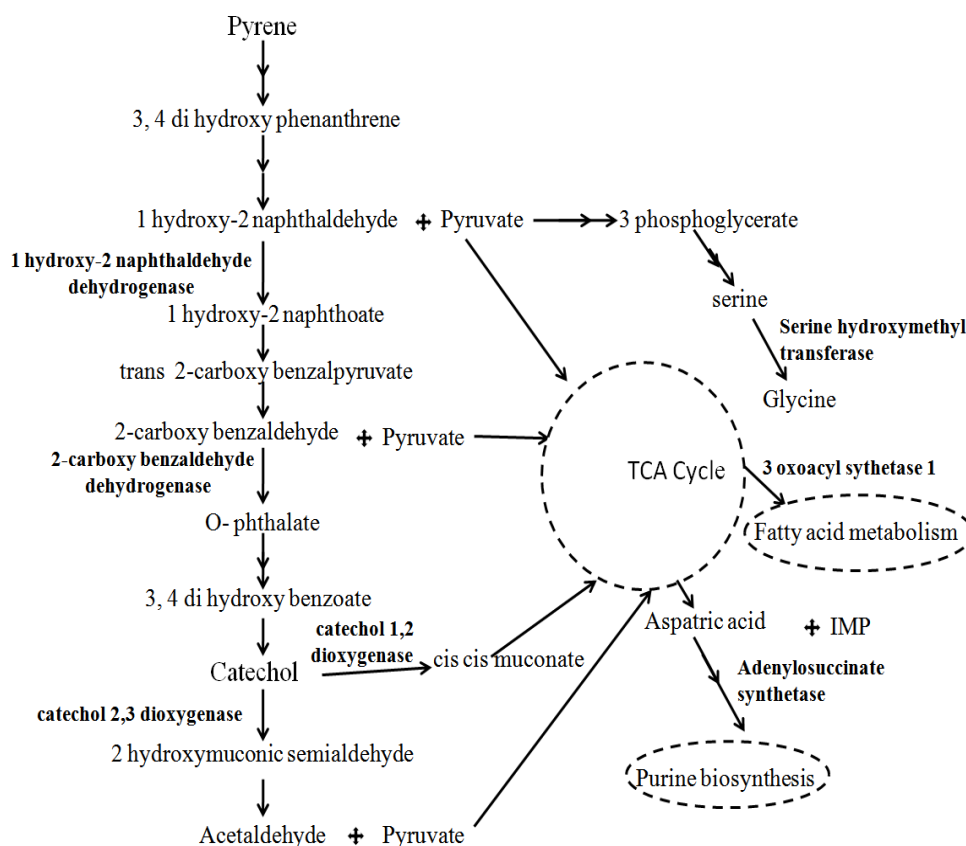 Pyrene
3, 4 di hydroxy phenanthrene
1 hydroxy-2 naphthaldehyde + Pyruvate 3 phosphoglycerate
1 hydroxy-2 naphthaldehyde
dehydrogenase
serine
1 hydroxy-2 naphthoate
Serine hydroxymethyl
transferase
trans 2-carboxy benzalpyruvate
Glycine
2-carboxy benzaldehyde + Pyruvate
2-carboxy benzaldehyde
dehydrogenase
TCA Cycle
3 oxoacyl sythetase 1
O- phthalate
Fatty acid metabolism
3, 4 di hydroxy benzoate
catechol 1,2
dioxygenase
Aspatric acid + IMP
Catechol
cis cis muconate
Adenylosuccinate
synthetase
catechol 2,3 dioxygenase
2 hydroxymuconic semialdehyde
Purine biosynthesis
Acetaldehyde + Pyruvate